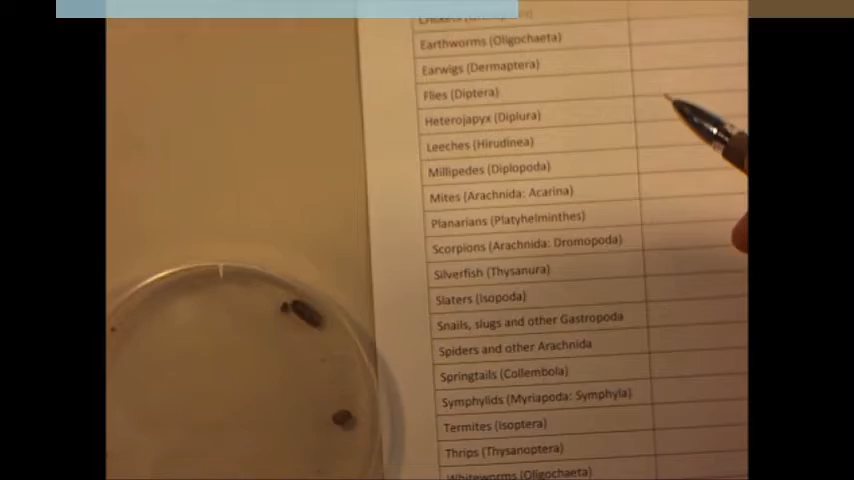 Earthworms (Oligochaeta)
Earwigs (Dermaptera)
Flies (Diptera)
Heterojapyx (Diplura)
Leeches (Hirudinea)
Millipedes (Diplopoda)
Mites (Arachnida: Acarina)
Planarians (Platyhelminthes)
Scorpions (Arachnida: Dromopoda)
Silverfish (Thysanura)
Slaters (Isopoda)
Snails, slugs and other Gastropoda
Spiders and other Arachnida
Springtails (Collembola)
Symphylids (Myriapoda: Symphyla)
Termites (Isoptera)
Thrips (Thysanoptera)
Whiteworms (Oligochaeta)